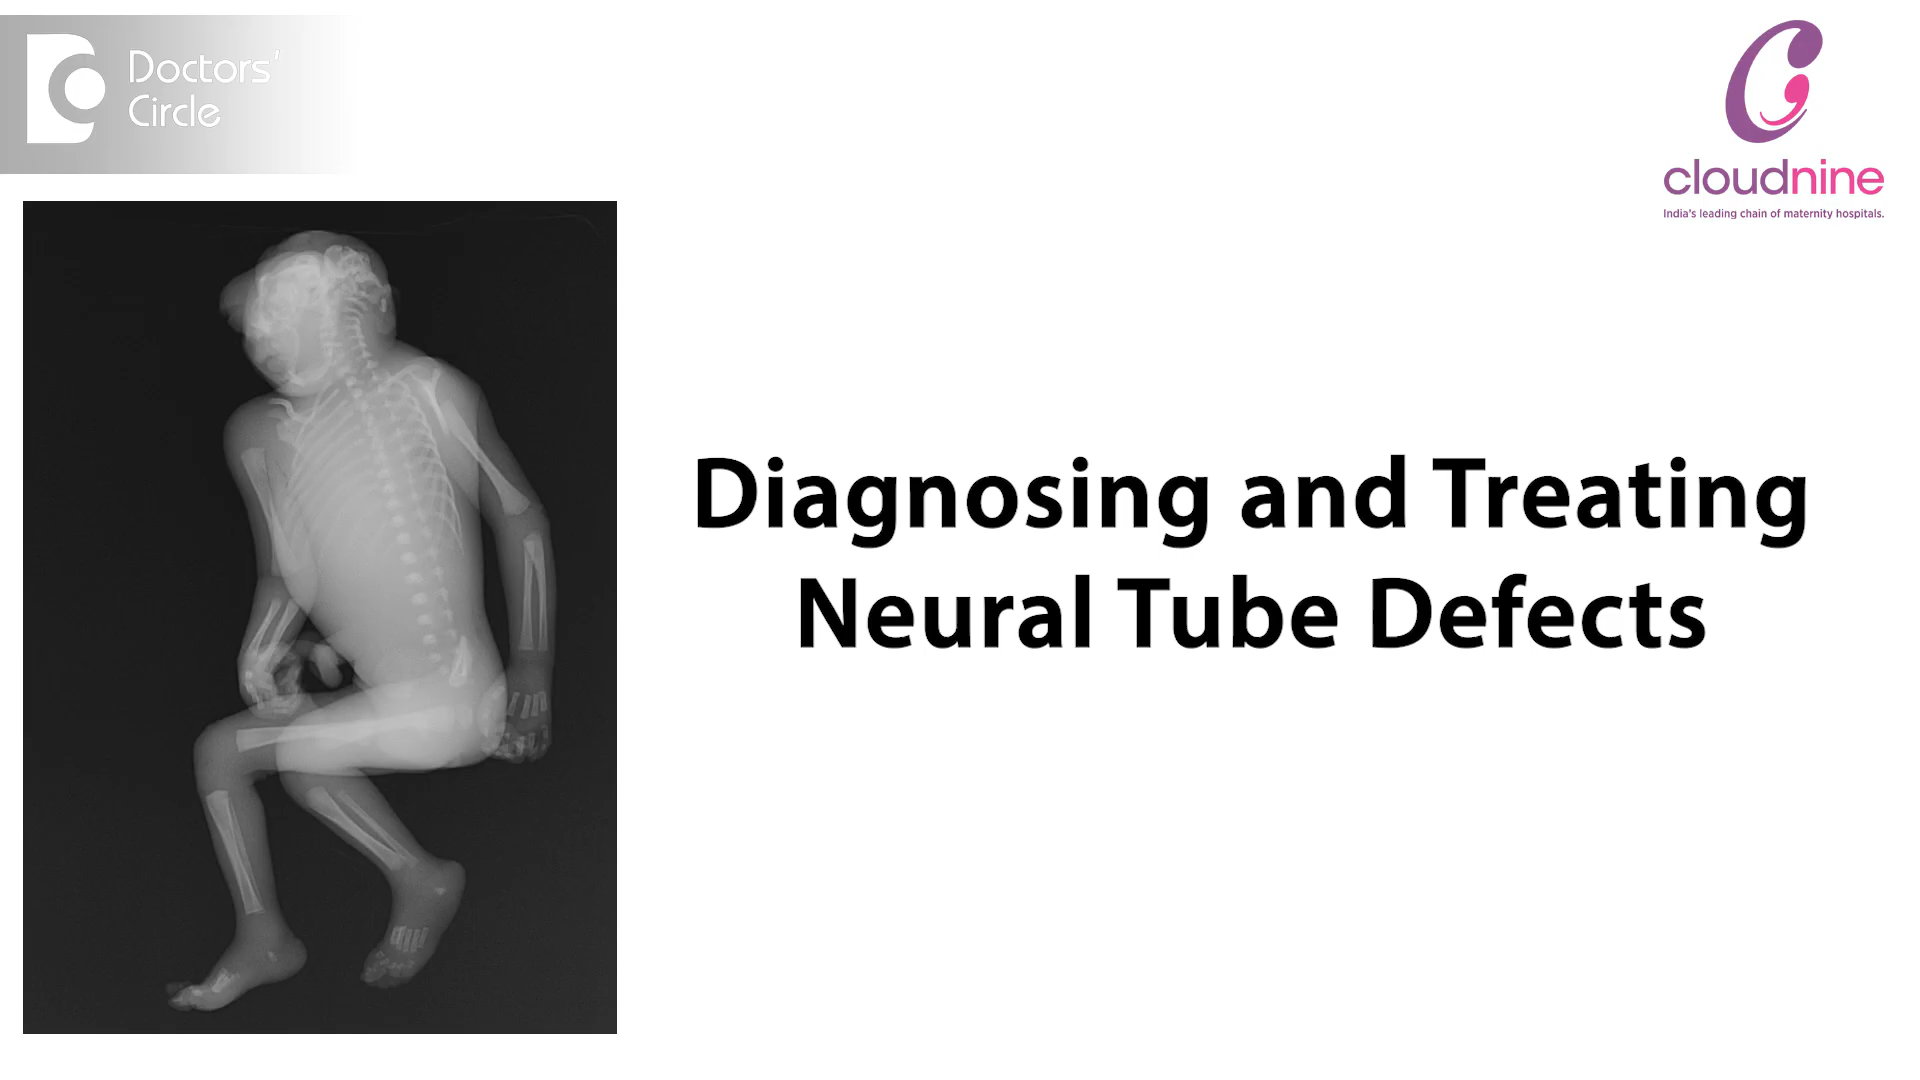 Doctors'
Circle
cloudnine
India's leading chain of maternity hospitals.
Diagnosing and Treating
Neural Tube Defects